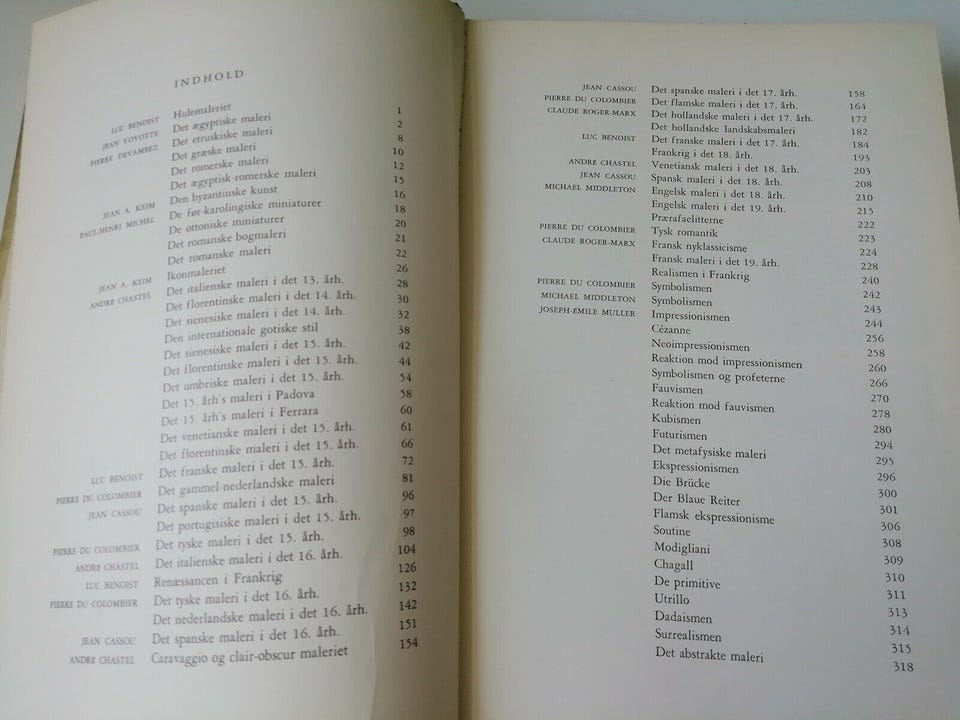 INDHOLD
LUC BENOIST Hulemaleriet 1
JEAN YOYOTTE Det ægyptiske maleri 2
PIERRE DEVAMBEZ Det etruskiske maleri 8
Det græske maleri 10
Det romerske maleri 12
Det ægyptisk-romerske maleri 15
JEAN A. KEIM Den byzantinske kunst 16
PAUL-HENRI MICHEL De før-karolingiske miniaturer 18
De ottoniske miniaturer 20
Det romanske bogmaleri 21
Det romanske maleri 22
JEAN A. KEIM Ikonmaleriet 26
ANDRÉ CHASTEL Det italienske maleri i det 13. årh. 28
Det florentinske maleri i det 14. årh. 30
Det sienesiske maleri i det 14. årh. 32
Den internationale gotiske stil 38
Det sienesiske maleri i det 15. årh. 42
Det florentinske maleri i det 15. årh. 44
Det umbriske maleri i det 15. årh. 54
Det 15. årh's maleri i Padova 58
Det 15. årh's maleri i Ferrara 60
Det venetianske maleri i det 15. årh. 61
Det florentinske maleri i det 15. årh. 66
LUC BENOIST Det franske maleri i det 15. årh. 72
PIERRE DU COLOMBIER Det gammel-nederlandske maleri 81
JEAN CASSOU Det spanske maleri i det 15. årh. 96
Det portugisiske maleri i det 15. årh. 97
PIERRE DU COLOMBIER Det tyske maleri i det 15. årh. 98
ANDRÉ CHASTEL Det italienske maleri i det 16. årh. 104
LUC BENOIST Renæssancen i Frankrig 126
PIERRE DU COLOMBIER Det tyske maleri i det 16. årh. 132
Det nederlandske maleri i det 16. årh. 142
JEAN CASSOU Det spanske maleri i det 16. årh. 151
ANDRÉ CHASTEL Caravaggio og clair-obscur maleriet 154
JEAN CASSOU Det spanske maleri i det 17. årh. 158
PIERRE DU COLOMBIER Det flamske maleri i det 17. årh. 164
CLAUDE ROGER-MARX Det hollandske maleri i det 17. årh. 172
Det hollandske landskabsmaleri 182
LUC BENOIST Det franske maleri i det 17. årh. 184
Frankrig i det 18. årh. 193
ANDRÉ CHASTEL Venetiansk maleri i det 18. årh. 203
JEAN CASSOU Spansk maleri i det 18. årh. 208
MICHAEL MIDDLETON Engelsk maleri i det 18. årh. 210
Engelsk maleri i det 19. årh. 215
Prærafaelitterne 222
PIERRE DU COLOMBIER Tysk romantik 223
CLAUDE ROGER-MARX Fransk nyklassicisme 224
Fransk maleri i det 19. årh. 228
Realismen i Frankrig 240
PIERRE DU COLOMBIER Symbolismen 242
MICHAEL MIDDLETON Symbolismen 243
JOSEPH-ÉMILE MULLER Impressionismen 244
Cézanne 256
Neoimpressionismen 258
Reaktion mod impressionismen 260
Symbolismen og profeterne 266
Fauvismen 270
Reaktion mod fauvismen 278
Kubismen 280
Futurismen 294
Det metafysiske maleri 295
Ekspressionismen 296
Die Brücke 300
Der Blaue Reiter 301
Flamsk ekspressionisme 306
Soutine 308
Modigliani 309
Chagall 310
De primitive 311
Utrillo 313
Dadaismen 314
Surrealismen 315
Det abstrakte maleri 318